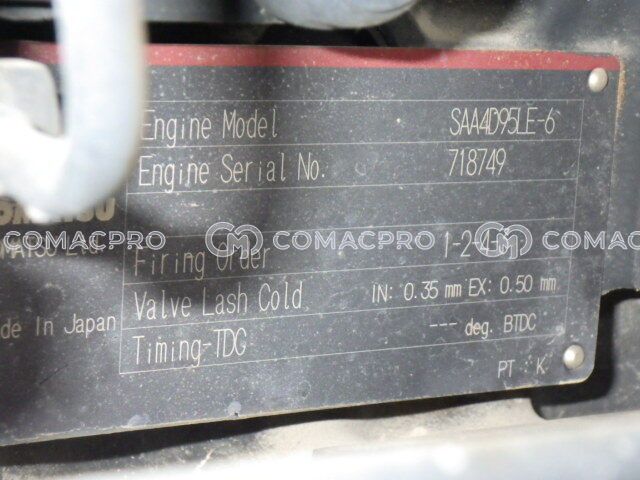 Engine Model SAA4D95LE-6
Engine Serial No. 718749
COMACPRO COMACPRO COMACPRO
Firing Order 1-2-4-
Valve Lash Cold IN: 0.35 mm EX: 0.50 mm
de In Japan
Timing-TDG --- deg. BTDC
PT : K